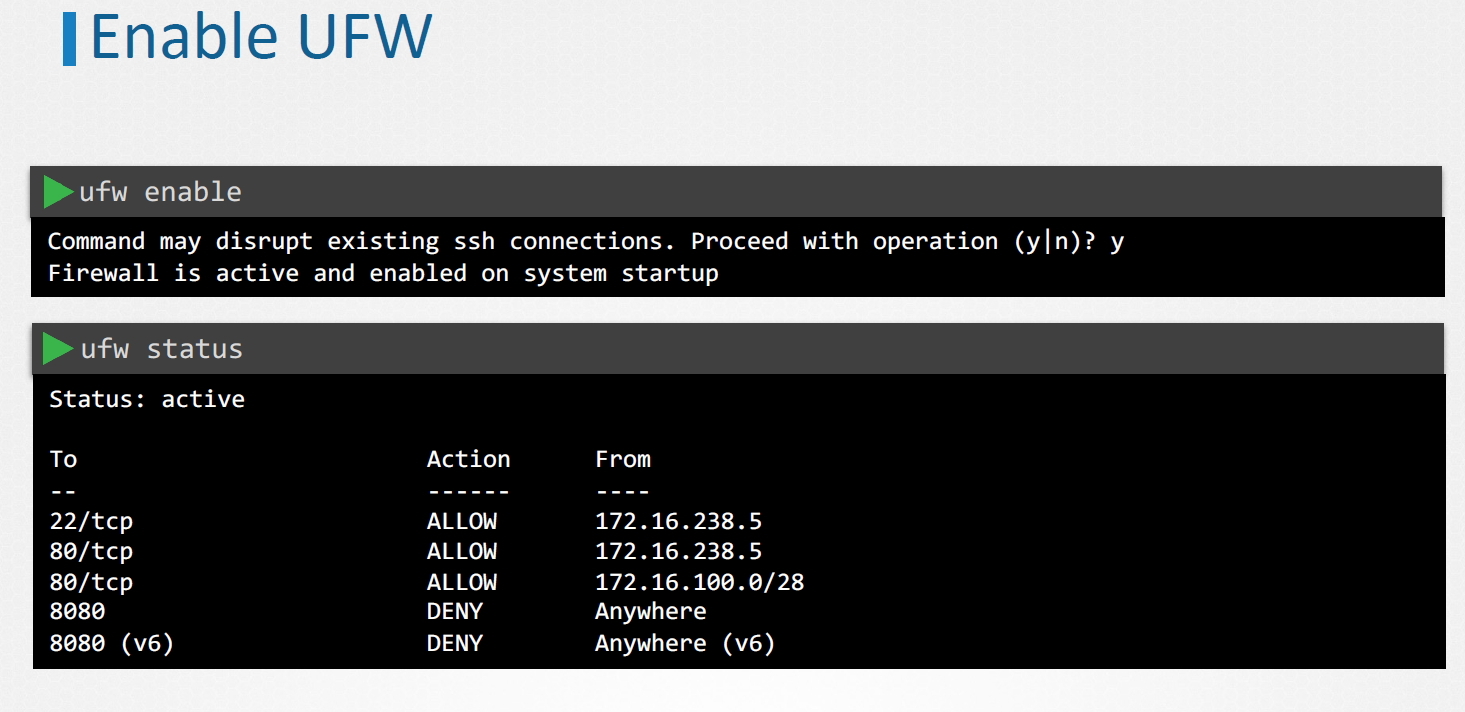 Enable UFW
ufw enable
Command may disrupt existing ssh connections. Proceed with operation (y|n)? y
Firewall is active and enabled on system startup
ufw status
Status: active
To Action From
-- ------ ----
22/tcp ALLOW 172.16.238.5
80/tcp ALLOW 172.16.238.5
80/tcp ALLOW 172.16.100.0/28
8080 DENY Anywhere
8080 (v6) DENY Anywhere (v6)